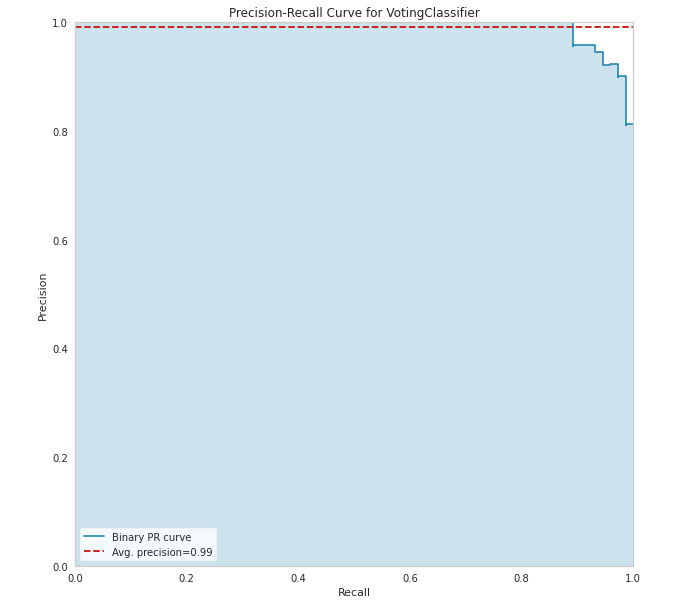 Precision-Recall Curve for VotingClassifier
1.0
0.8
0.6
0.4
0.2
0.0
Precision
Binary PR curve
Avg. precision=0.99
0.0 0.2 0.4 0.6 0.8 1.0
Recall